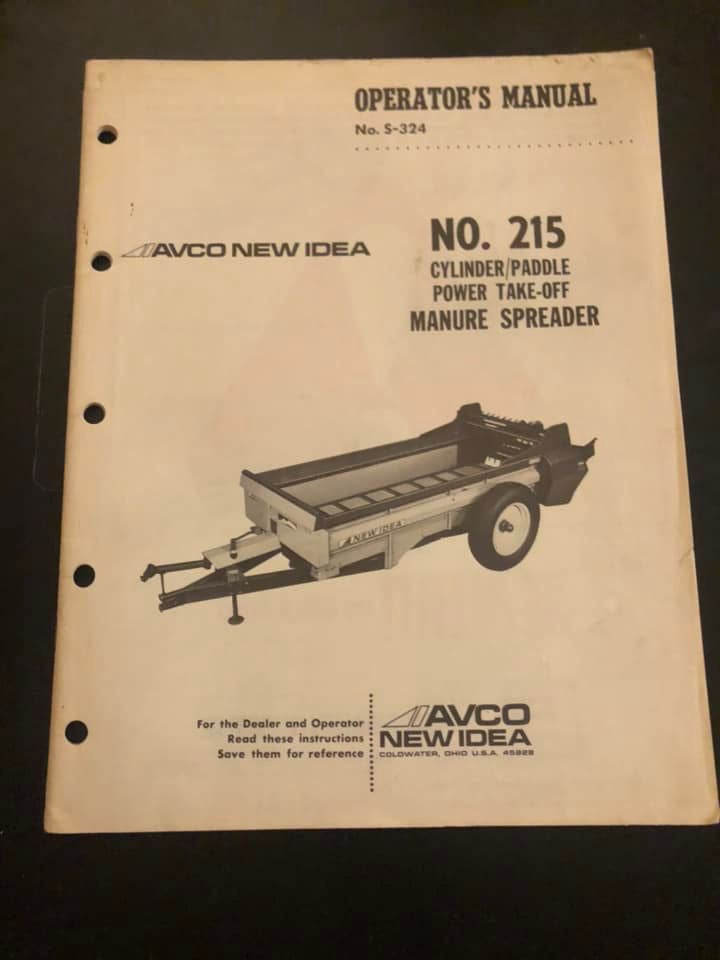 OPERATOR'S MANUAL
No. S-324
AVCO NEW IDEA
NO. 215
CYLINDER/PADDLE
POWER TAKE-OFF
MANURE SPREADER
NEW IDEA
For the Dealer and Operator
Read these instructions
Save them for reference
AVCO
NEW IDEA
COLDWATER, OHIO U.S.A. 45828